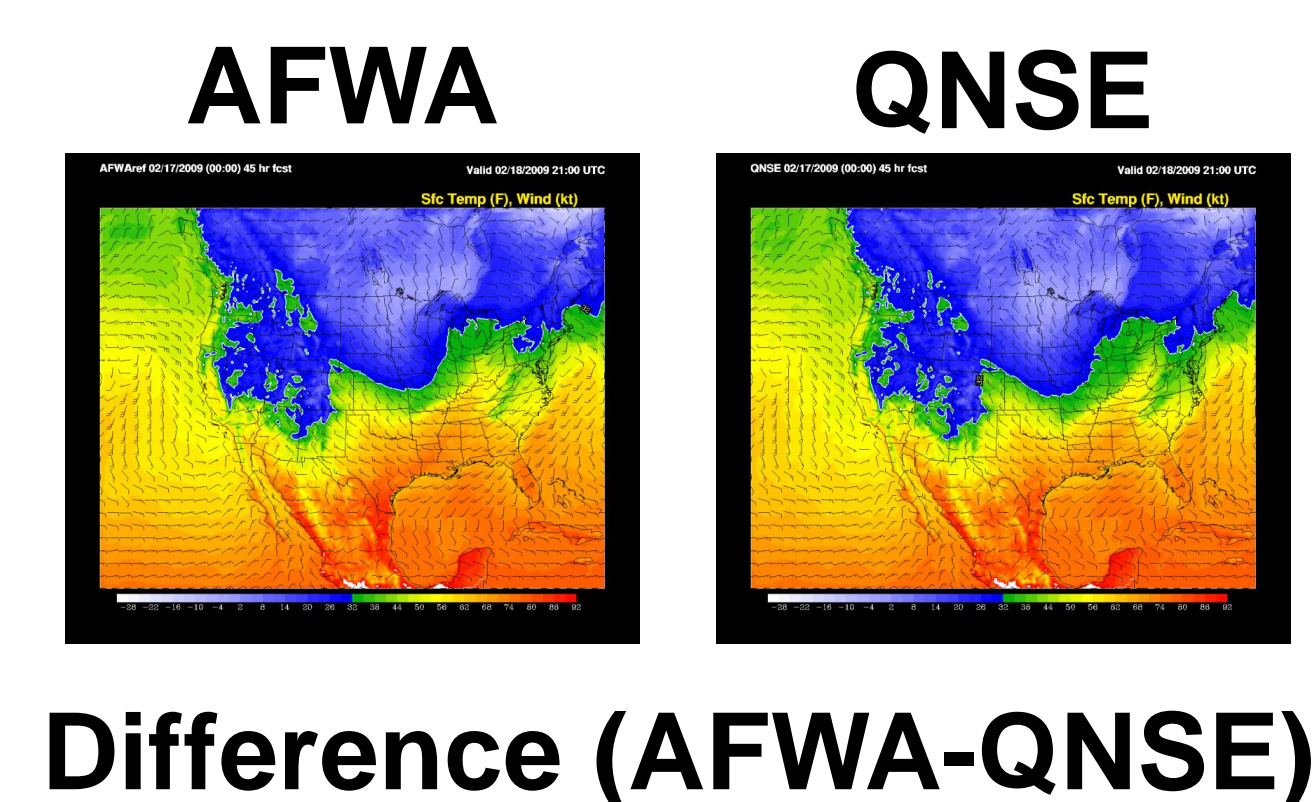 AFWA
QNSE
AFWAref 02/17/2009 (00:00) 45 hr fcst
Valid 02/18/2009 21:00 UTC
Sfc Temp (F), Wind (kt)
-28 -22 -16 -10 -4 2 8 14 20 26 32 38 44 50 56 62 68 74 80 86 92
QNSE 02/17/2009 (00:00) 45 hr fcst
Valid 02/18/2009 21:00 UTC
Sfc Temp (F), Wind (kt)
-28 -22 -16 -10 -4 2 8 14 20 26 32 38 44 50 56 62 68 74 80 86 92
Difference (AFWA-QNSE)